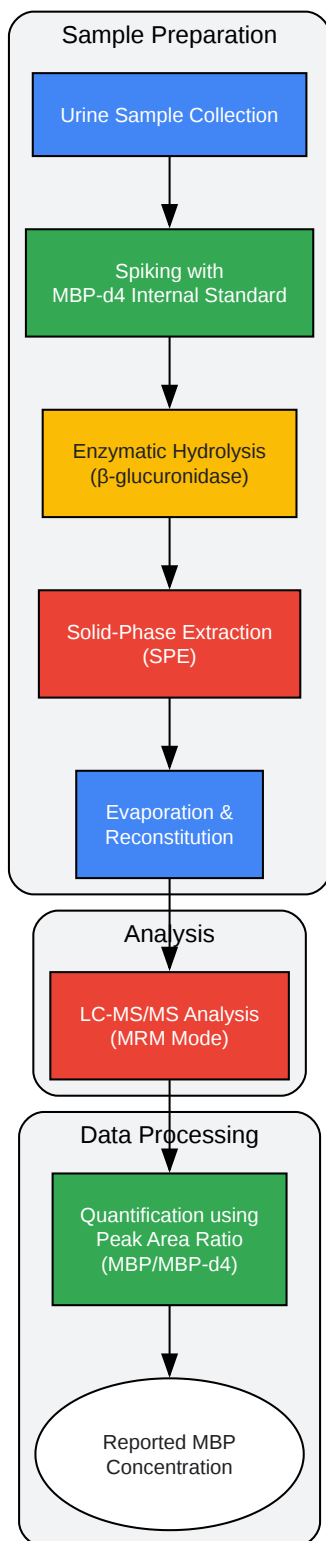 Sample Preparation
Urine Sample Collection
Spiking with
MBP-d4 Internal Standard
Enzymatic Hydrolysis
(β-glucuronidase)
Solid-Phase Extraction
(SPE)
Evaporation &
Reconstitution
Analysis
LC-MS/MS Analysis
(MRM Mode)
Data Processing
Quantification using
Peak Area Ratio
(MBP/MBP-d4)
Reported MBP
Concentration